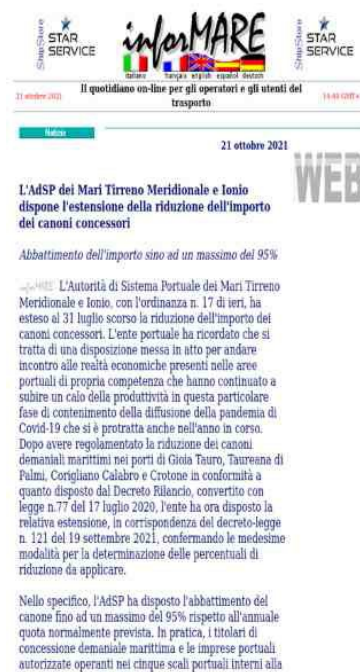 ShipStore
STAR
SERVICE
inforMARE
ShipStore
STAR
SERVICE
italiano français english español deutsch
21 ottobre 2021
Il quotidiano on-line per gli operatori e gli utenti del
trasporto
Notizie
21 ottobre 2021
WEB
L'AdSP dei Mari Tirreno Meridionale e Ionio
dispone l'estensione della riduzione dell'importo
dei canoni concessori
Abbattimento dell'importo sino ad un massimo del 95%
inforMARE L'Autorità di Sistema Portuale dei Mari Tirreno
Meridionale e Ionio, con l'ordinanza n. 17 di ieri, ha
esteso al 31 luglio scorso la riduzione dell'importo dei
canoni concessori. L'ente portuale ha ricordato che si
tratta di una disposizione messa in atto per andare
incontro alle realtà economiche presenti nelle aree
portuali di propria competenza che hanno continuato a
subire un calo della produttività in questa particolare
fase di contenimento della diffusione della pandemia di
Covid-19 che si è protratta anche nell'anno in corso.
Dopo avere regolamentato la riduzione dei canoni
demaniali marittimi nei porti di Gioia Tauro, Taureana di
Palmi, Corigliano Calabro e Crotone in conformità a
quanto disposto dal Decreto Rilancio, convertito con
legge n.77 del 17 luglio 2020, l'ente ha ora disposto la
relativa estensione, in corrispondenza del decreto-legge
n. 121 del 19 settembre 2021, confermando le medesime
modalità per la determinazione delle percentuali di
riduzione da applicare.
Nello specifico, l'AdSP ha disposto l'abbattimento del
canone fino ad un massimo del 95% rispetto all'annuale
quota normalmente prevista. In pratica, i titolari di
concessione demaniale marittima e le imprese portuali
autorizzate operanti nei cinque scali portuali interni alla